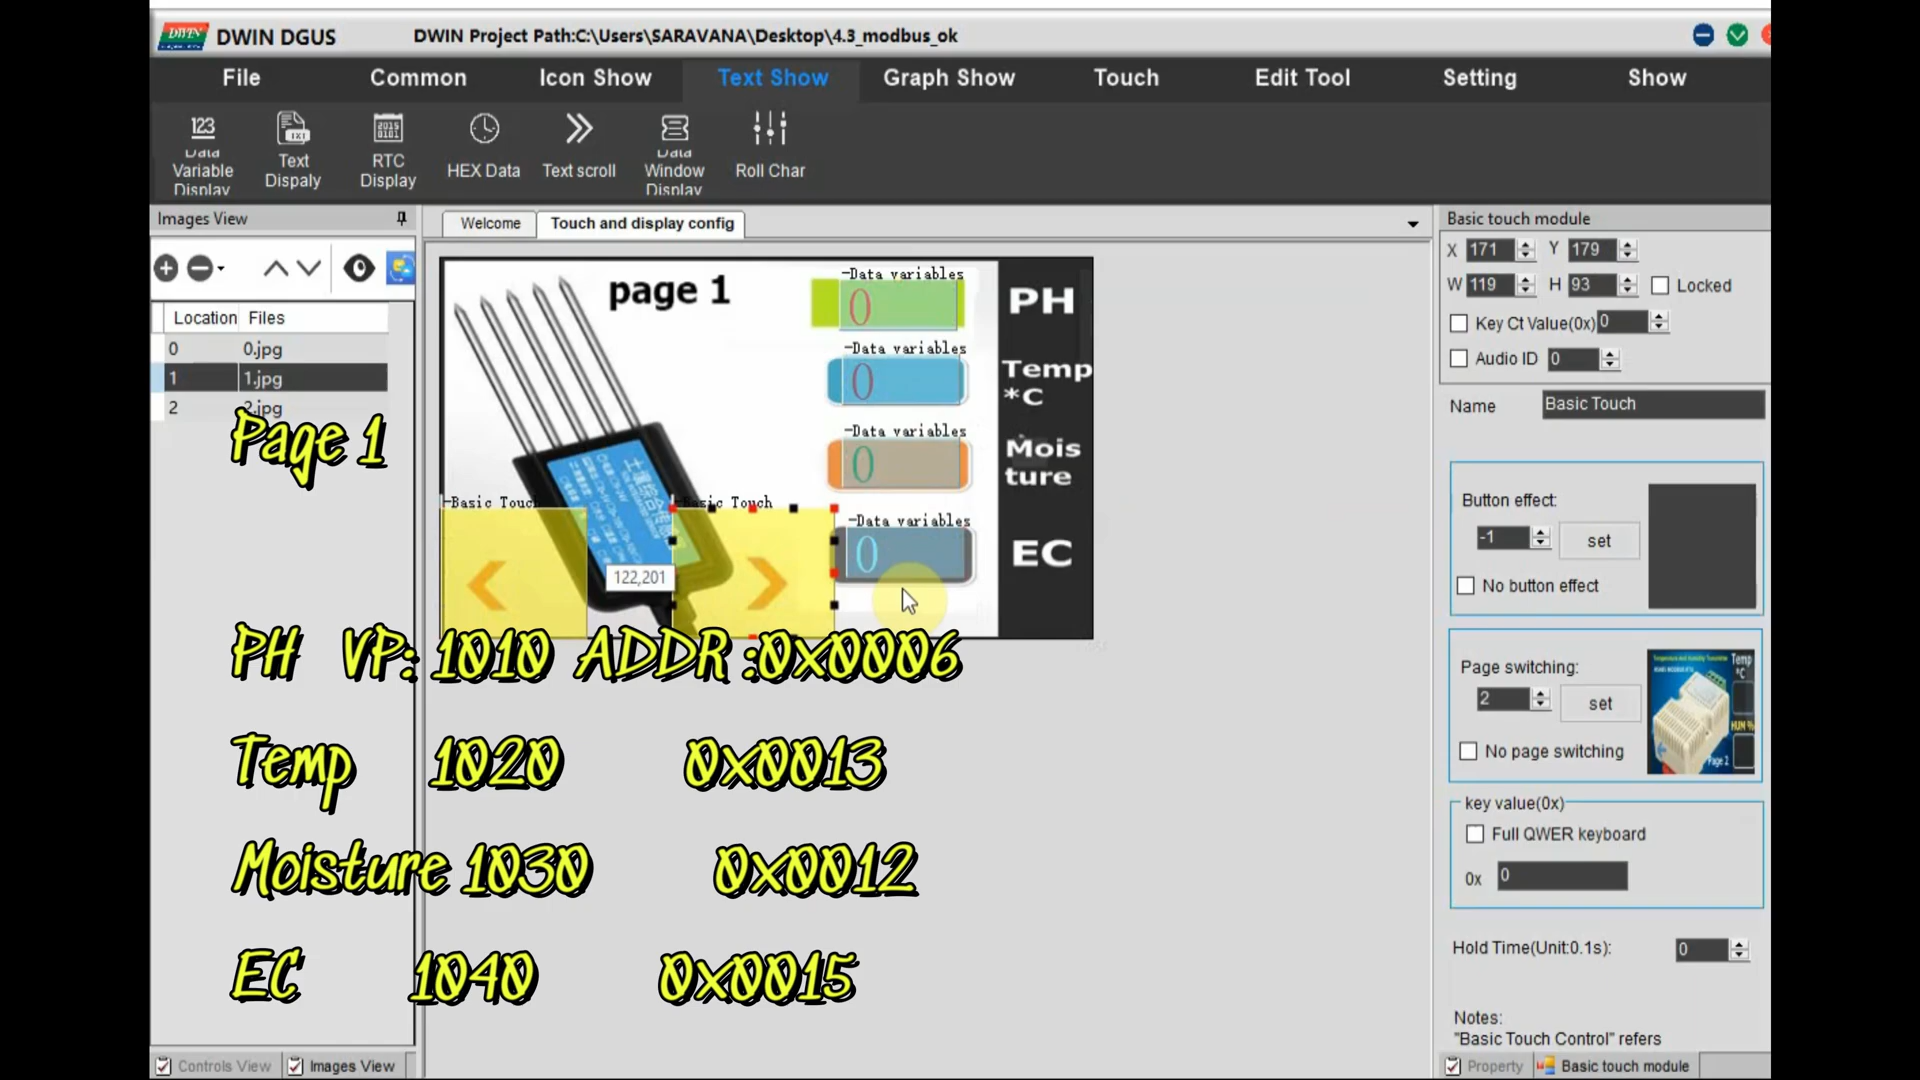 DWIN DGUS
DWIN Project Path:C:\Users\SARAVANA\Desktop\4.3_modbus_ok
File Common Icon Show Text Show Graph Show Touch Edit Tool Setting Show
Data Variable Display
Text Dispaly
RTC Display
HEX Data
Text scroll
Data Window Display
Roll Char
Images View
Welcome
Touch and display config
Location Files
0 0.jpg
1 1.jpg
2 2.jpg
page 1
Data variables
0
PH
Data variables
0
Temp
*C
Data variables
0
Mois
ture
Data variables
0
EC
Basic Touch
Basic Touch
122,201
Page 1
PH VP: 1010 ADDR :0x0006
Temp 1020 0x0013
Moisture 1030 0x0012
EC 1040 0x0015
Basic touch module
X 171 Y 179
W 119 H 93 Locked
Key Ct Value(0x) 0
Audio ID 0
Name Basic Touch
Button effect:
-1 set
No button effect
Page switching:
2 set
No page switching
Temp
*C
HUM %
Page 2
key value(0x)
Full QWER keyboard
0x 0
Hold Time(Unit:0.1s): 0
Notes:
"Basic Touch Control" refers
Controls View
Images View
Property
Basic touch module